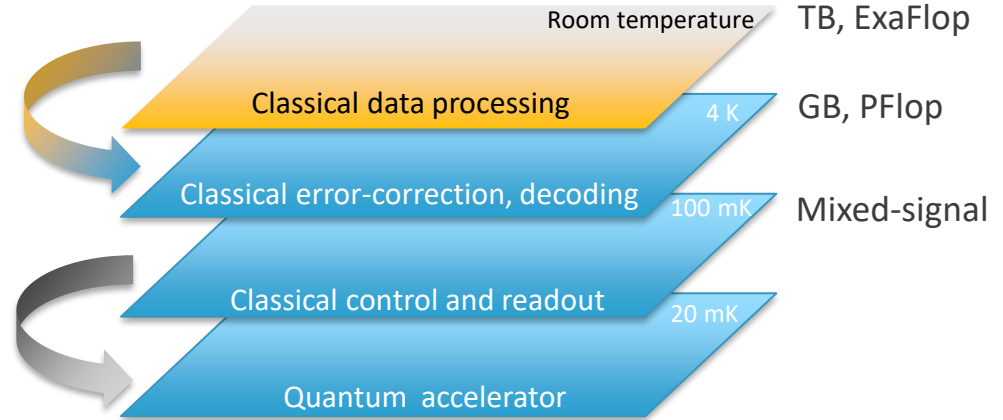 Room temperature
TB, ExaFlop
Classical data processing
4 K
GB, PFlop
Classical error-correction, decoding
100 mK
Mixed-signal
Classical control and readout
20 mK
Quantum accelerator